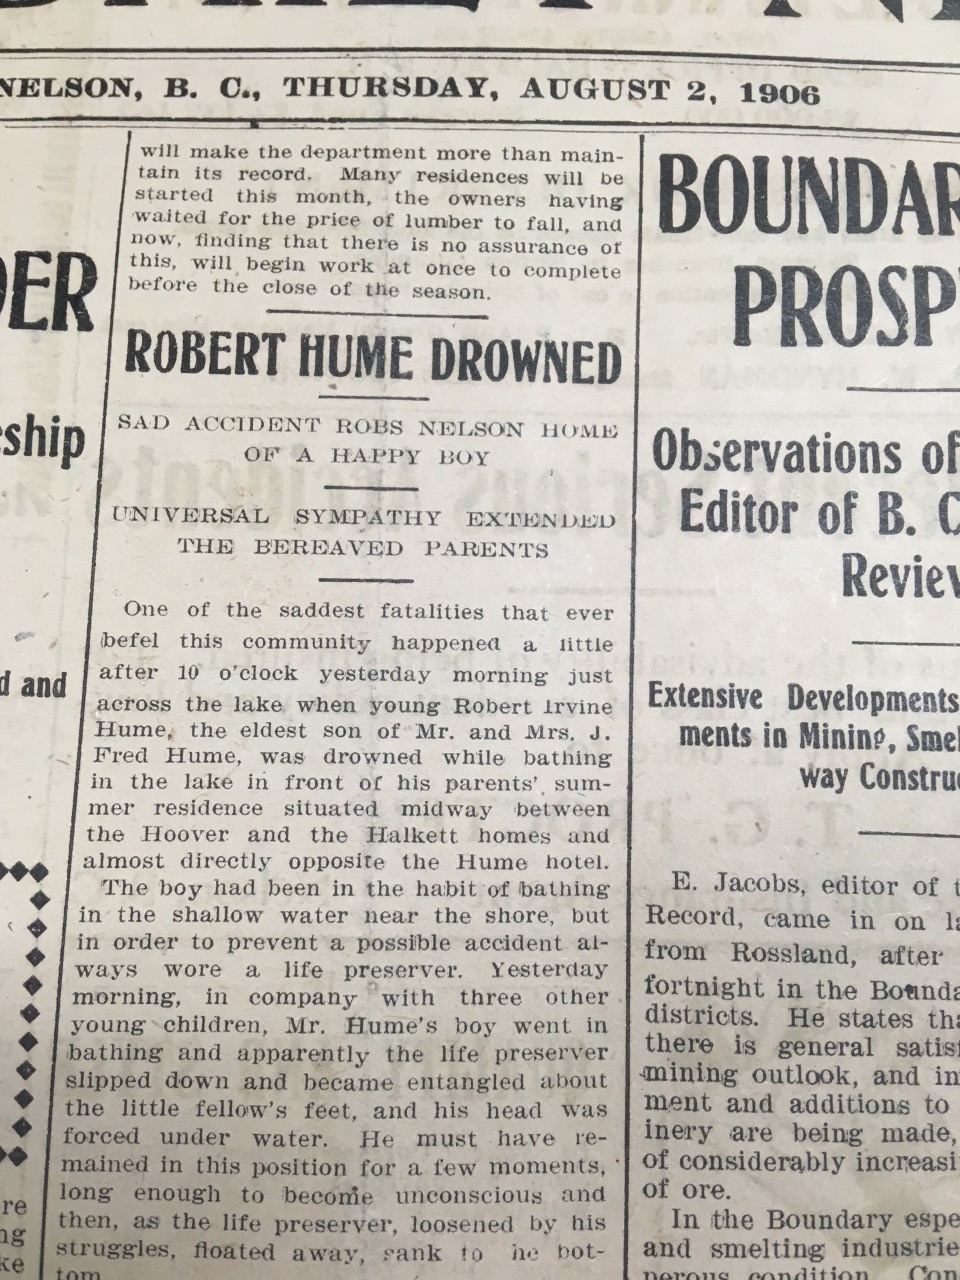 NELSON, B. C., THURSDAY, AUGUST 2, 1906
DER
ship
d and
re
ng
ke
will make the department more than main-
tain its record. Many residences will be
started this month, the owners having
waited for the price of lumber to fall, and
now, finding that there is no assurance of
this, will begin work at once to complete
before the close of the season.
ROBERT HUME DROWNED
SAD ACCIDENT ROBS NELSON HOME
OF A HAPPY BOY
UNIVERSAL SYMPATHY EXTENDED
THE BEREAVED PARENTS
One of the saddest fatalities that ever
befel this community happened a little
after 10 o'clock yesterday morning just
across the lake when young Robert Irvine
Hume, the eldest son of Mr. and Mrs. J.
Fred Hume, was drowned while bathing
in the lake in front of his parents' sum-
mer residence situated midway between
the Hoover and the Halkett homes and
almost directly opposite the Hume hotel.
The boy had been in the habit of bathing
in the shallow water near the shore, but
in order to prevent a possible accident al-
ways wore a life preserver. Yesterday
morning, in company with three other
young children, Mr. Hume's boy went in
bathing and apparently the life preserver
slipped down and became entangled about
the little fellow's feet, and his head was
forced under water. He must have re-
mained in this position for a few moments,
long enough to become unconscious and
then, as the life preserver, loosened by his
struggles, floated away, sank to he bot-
tom
BOUNDAR
PROSP
Observations of
Editor of B. C
Review
Extensive Developments
ments in Mining, Smel
way Construc
E. Jacobs, editor of t
Record, came in on la
from Rossland, after
fortnight in the Bounda
districts. He states tha
there is general satisf
mining outlook, and in
ment and additions to
inery are being made,
of considerably increasi
of ore.
In the Boundary espe
and smelting industrie
perous condition. Con